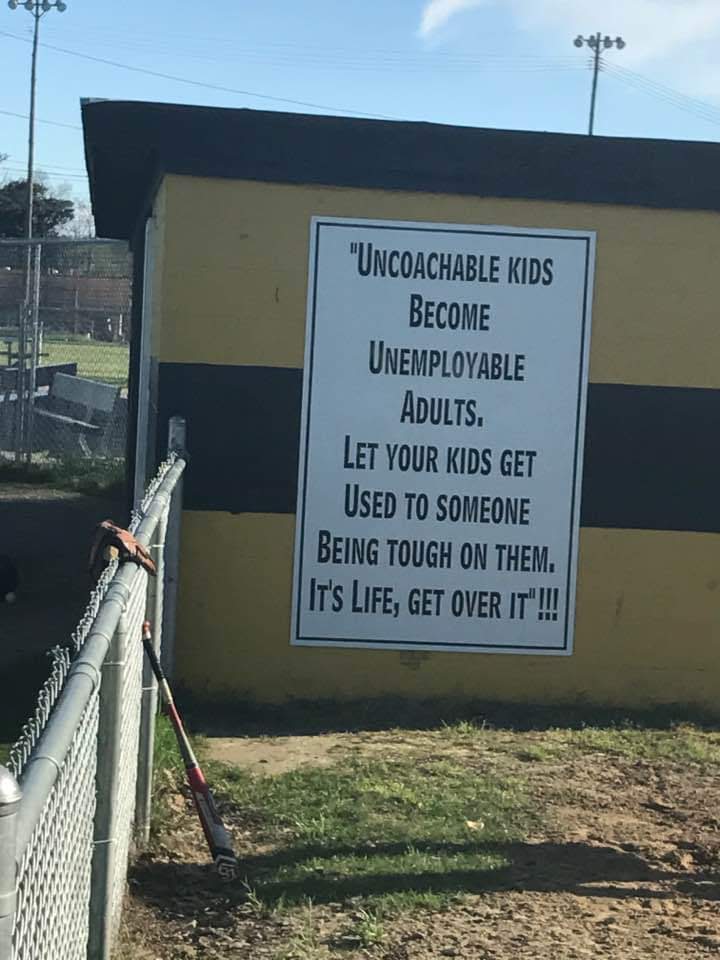 "UNCOACHABLE KIDS
BECOME
UNEMPLOYABLE
ADULTS.
LET YOUR KIDS GET
USED TO SOMEONE
BEING TOUGH ON THEM.
IT'S LIFE, GET OVER IT"!!!